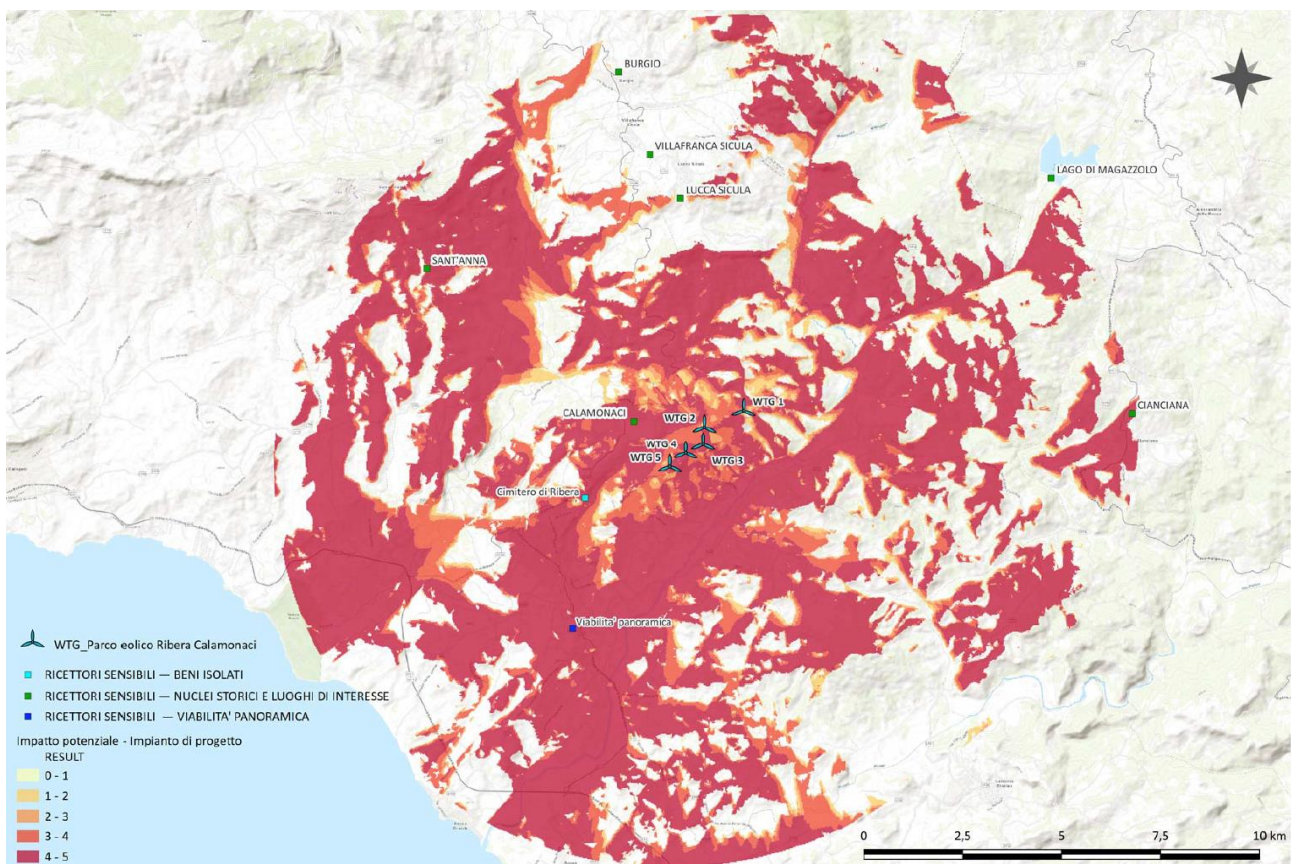 BURGIO
VILLAFRANCA SICULA
LUCCA SICULA
LAGO DI MAGAZZOLO
SANT'ANNA
CALAMONACI
WTG 1
WTG 2
WTG 4
WTG 3
WTG 5
CIANCIANA
Cimitero di Ribera
Viabilita' panoramica
WTG_Parco eolico Ribera Calamonaci
RICETTORI SENSIBILI — BENI ISOLATI
RICETTORI SENSIBILI — NUCLEI STORICI E LUOGHI DI INTERESSE
RICETTORI SENSIBILI — VIABILITA' PANORAMICA
Impatto potenziale - Impianto di progetto
RESULT
0 - 1
1 - 2
2 - 3
3 - 4
4 - 5
0 2,5 5 7,5 10 km